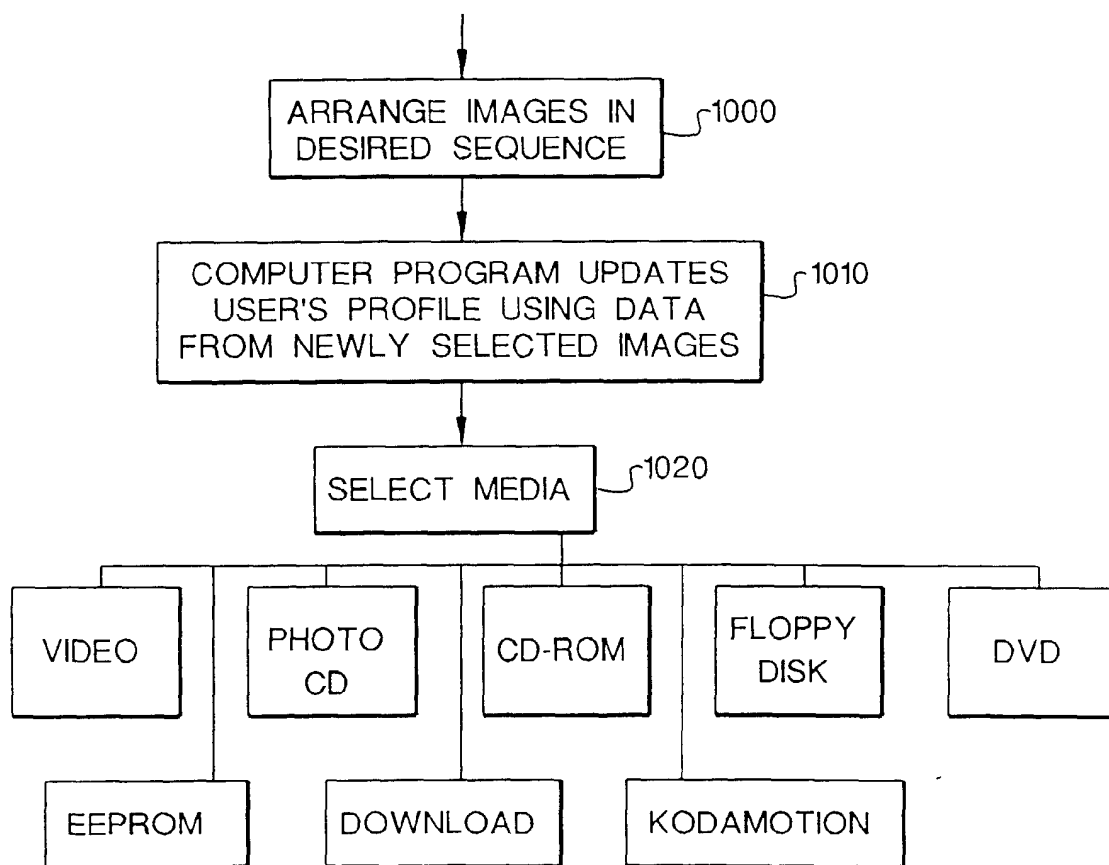 ARRANGE IMAGES IN
DESIRED SEQUENCE
1000
COMPUTER PROGRAM UPDATES
USER'S PROFILE USING DATA
FROM NEWLY SELECTED IMAGES
1010
SELECT MEDIA
1020
VIDEO
PHOTO
CD
CD-ROM
FLOPPY
DISK
DVD
EEPROM
DOWNLOAD
KODAMOTION